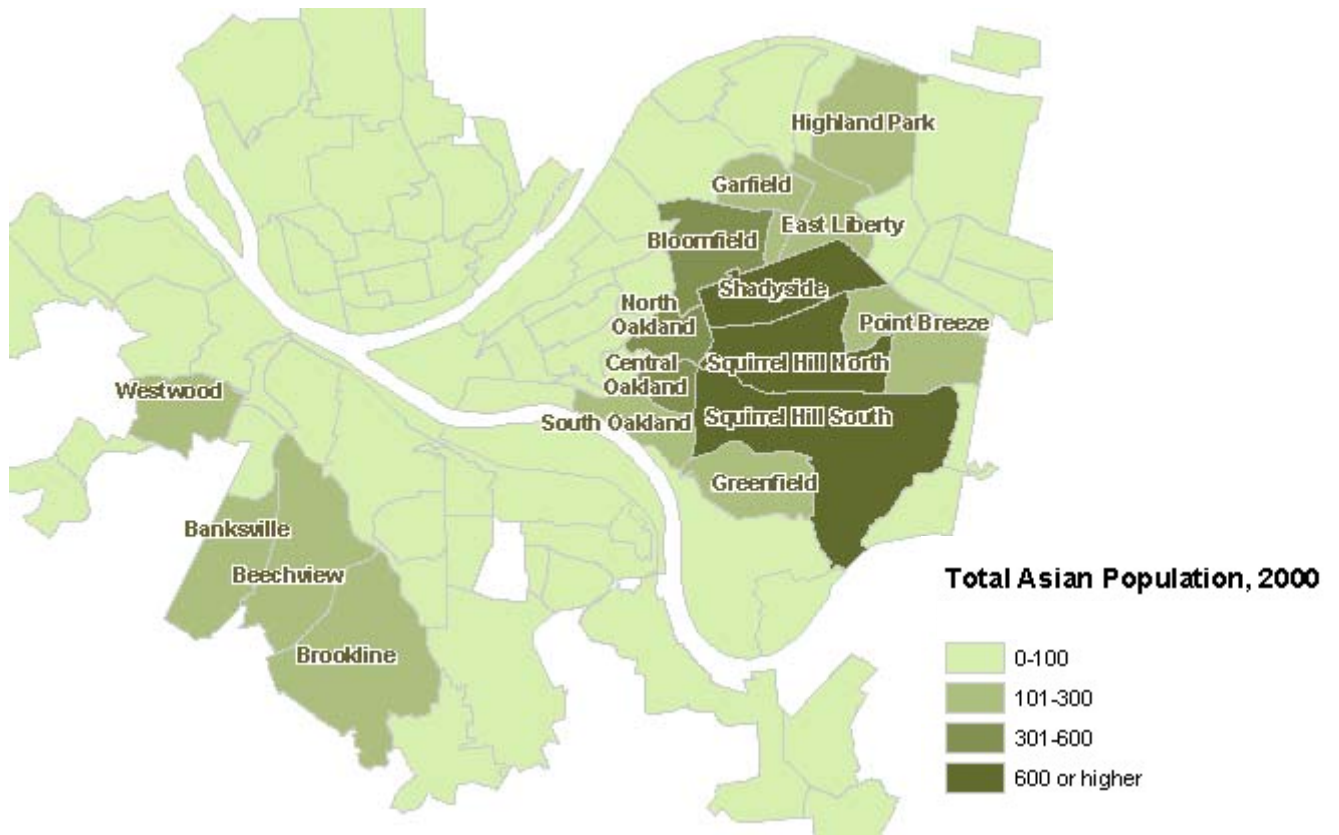 Highland Park
Garfield
East Liberty
Bloomfield
Shadyside
North
Oakland
Point Breeze
Central
Oakland
Squirrel Hill North
Westwood
South Oakland
Squirrel Hill South
Greenfield
Banksville
Beechview
Brookline
Total Asian Population, 2000
0-100
101-300
301-600
600 or higher